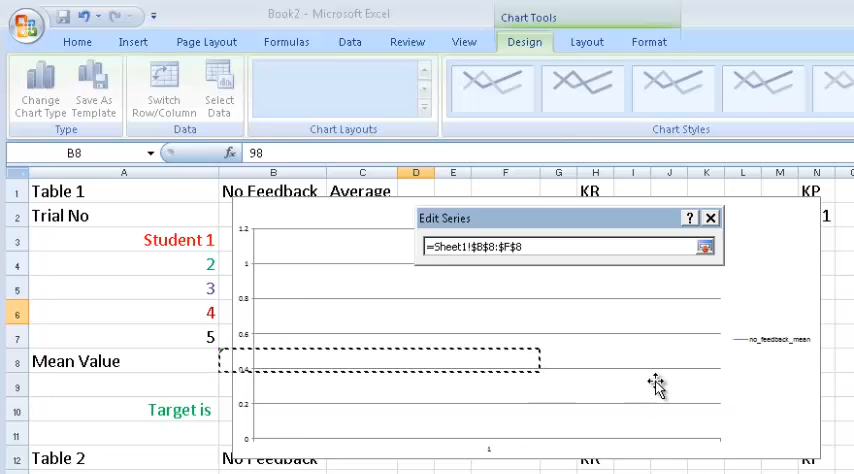 Book2 - Microsoft Excel
Chart Tools
Home Insert Page Layout Formulas Data Review View Design Layout Format
Change Chart Type
Save As Template
Switch Row/Column
Select Data
Type Data Chart Layouts Chart Styles
B8 fx 98
A B C D E F G H I J K L M N
1 Table 1 No Feedback Average KR KP
2 Trial No 1
Edit Series ? X
=Sheet1!$B$8:$F$8
3 Student 1
4 2
5 3
6 4
7 5
8 Mean Value
9
10 Target is
11
12 Table 2 No Feedback KR KP
1.2
1
0.8
0.6
0.4
0.2
0
1
no_feedback_mean